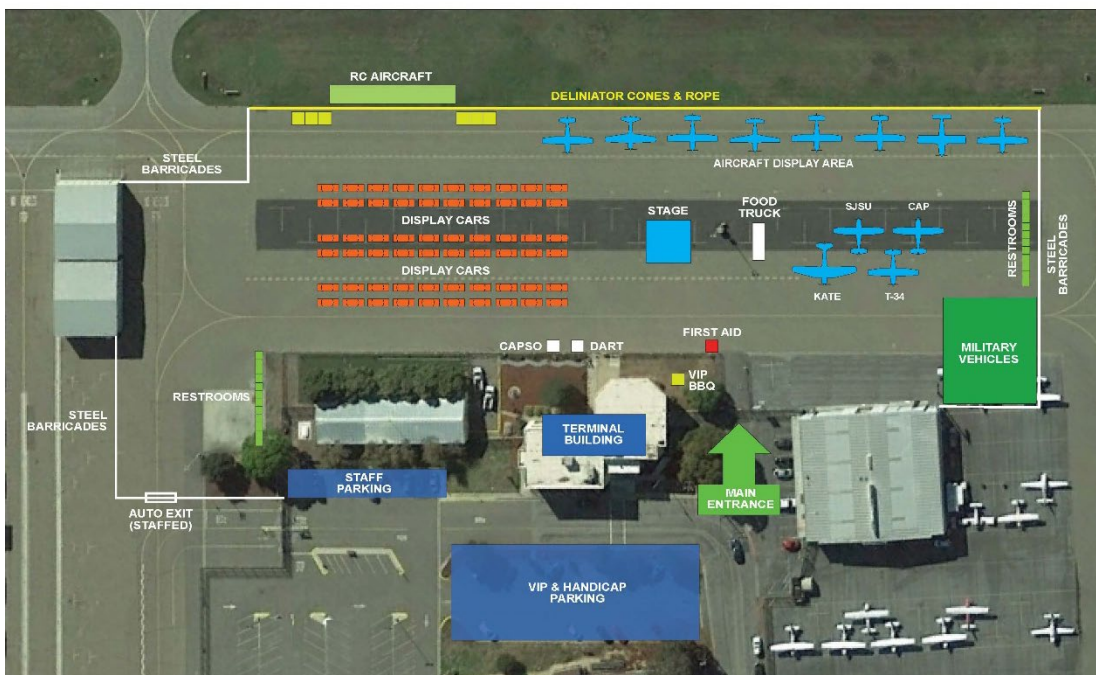 RC AIRCRAFT
DELINIATOR CONES & ROPE
STEEL
BARRICADES
AIRCRAFT DISPLAY AREA
DISPLAY CARS
STAGE
FOOD
TRUCK
SJSU
CAP
RESTROOMS
STEEL
BARRICADES
DISPLAY CARS
KATE
T-34
CAPSO
DART
FIRST AID
MILITARY
VEHICLES
VIP
BBQ
RESTROOMS
STEEL
BARRICADES
TERMINAL
BUILDING
STAFF
PARKING
MAIN
ENTRANCE
AUTO EXIT
(STAFFED)
VIP & HANDICAP
PARKING